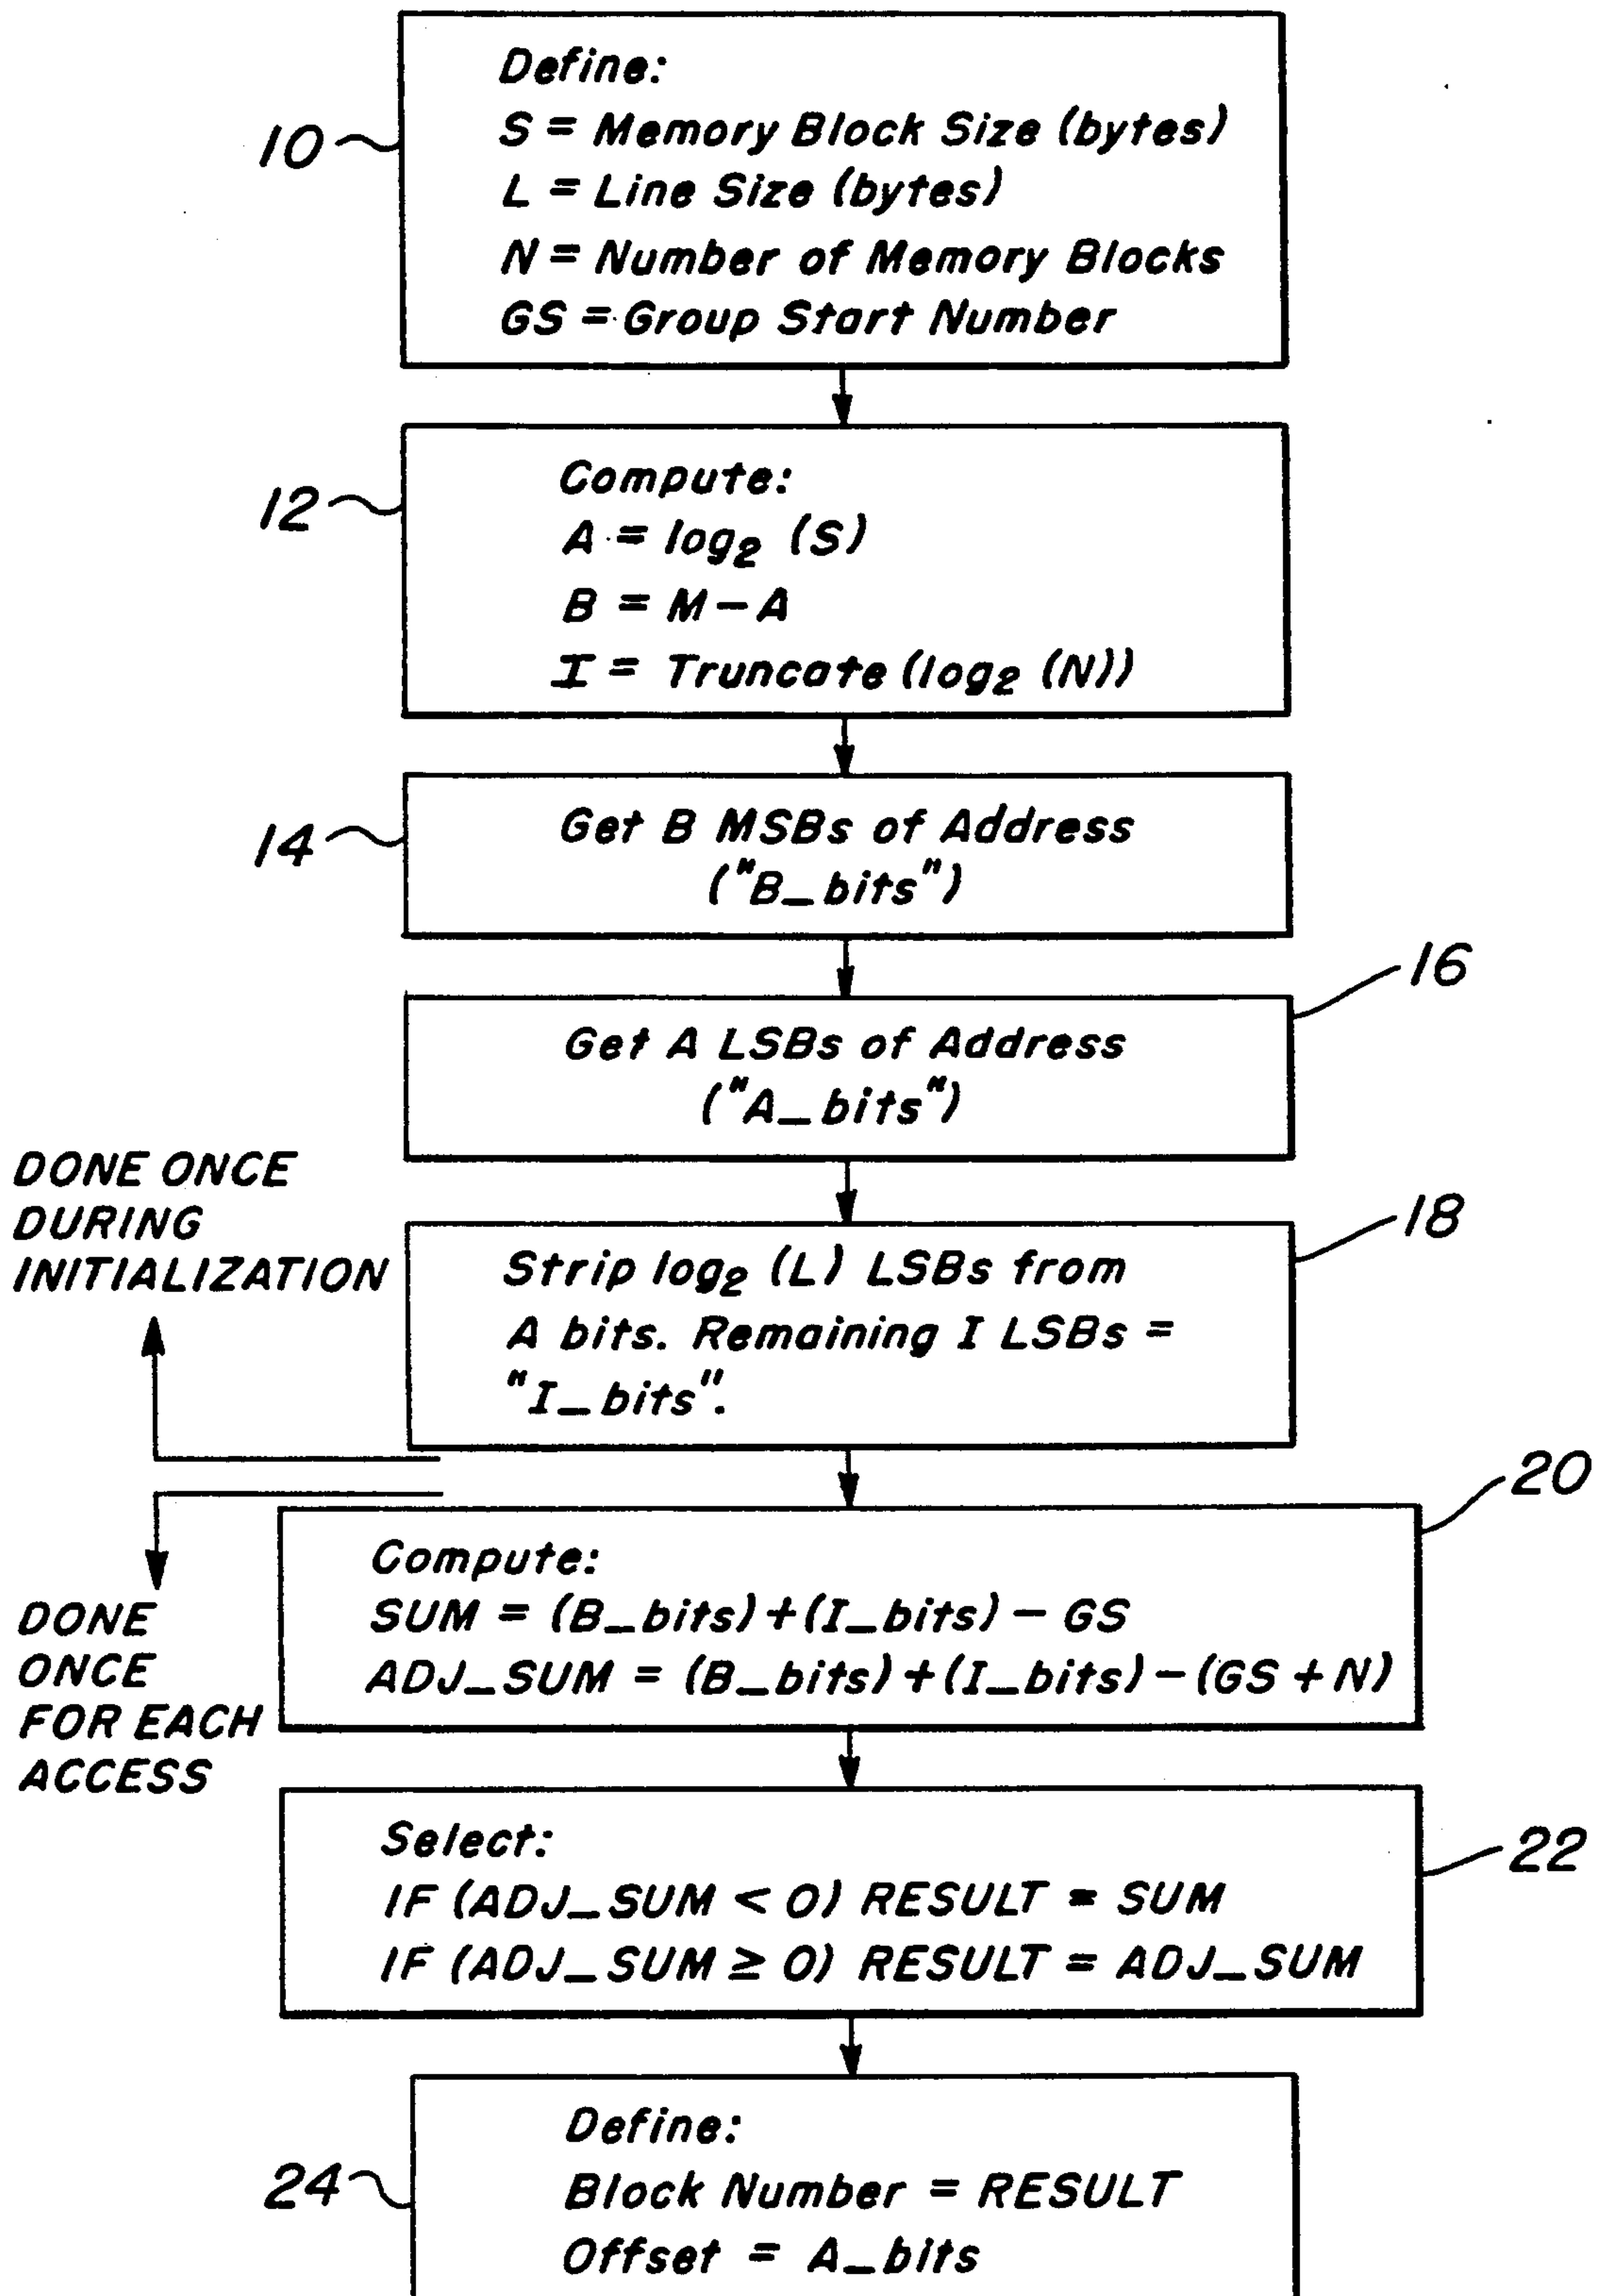 10
Define:
S = Memory Block Size (bytes)
L = Line Size (bytes)
N = Number of Memory Blocks
GS = Group Start Number
12
Compute:
A = log₂ (S)
B = M – A
I = Truncate (log₂ (N))
14
Get B MSBs of Address
("B_bits")
16
Get A LSBs of Address
("A_bits")
DONE ONCE
DURING
INITIALIZATION
18
Strip log₂ (L) LSBs from
A bits. Remaining I LSBs =
"I_bits".
20
Compute:
SUM = (B_bits)+(I_bits) – GS
ADJ_SUM = (B_bits)+(I_bits) –(GS + N)
DONE
ONCE
FOR EACH
ACCESS
22
Select:
IF (ADJ_SUM < 0) RESULT = SUM
IF (ADJ_SUM ≥ 0) RESULT = ADJ_SUM
24
Define:
Block Number = RESULT
Offset = A_bits